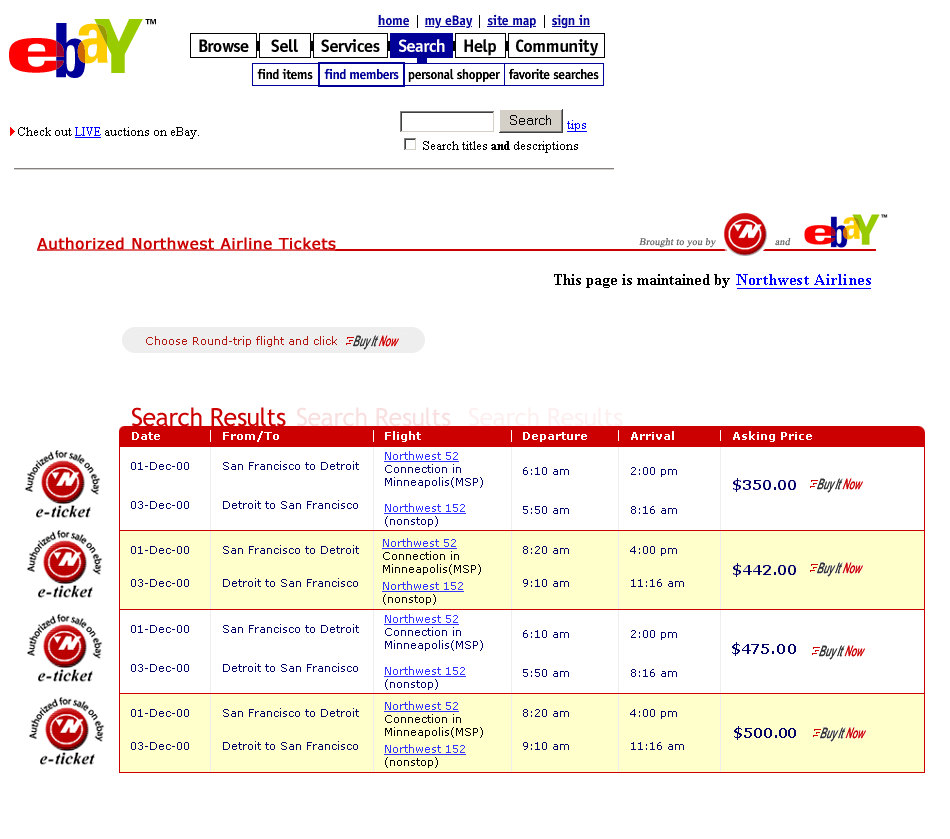 home | my eBay | site map | sign in
ebaY™
Browse Sell Services Search Help Community
find items find members personal shopper favorite searches
Search tips
Check out LIVE auctions on eBay.
Search titles and descriptions
Authorized Northwest Airline Tickets Brought to you by N and ebaY™
This page is maintained by Northwest Airlines
Choose Round-trip flight and click Buy It Now
Search Results Search Results Search Results
Date From/To Flight Departure Arrival Asking Price
Authorized for sale on ebay
e-ticket
01-Dec-00 San Francisco to Detroit Northwest 52 6:10 am 2:00 pm
Connection in
Minneapolis(MSP)
$350.00 Buy It Now
03-Dec-00 Detroit to San Francisco Northwest 152 5:50 am 8:16 am
(nonstop)
Authorized for sale on ebay
e-ticket
01-Dec-00 San Francisco to Detroit Northwest 52 8:20 am 4:00 pm
Connection in
Minneapolis(MSP)
$442.00 Buy It Now
03-Dec-00 Detroit to San Francisco Northwest 152 9:10 am 11:16 am
(nonstop)
Authorized for sale on ebay
e-ticket
01-Dec-00 San Francisco to Detroit Northwest 52 6:10 am 2:00 pm
Connection in
Minneapolis(MSP)
$475.00 Buy It Now
03-Dec-00 Detroit to San Francisco Northwest 152 5:50 am 8:16 am
(nonstop)
Authorized for sale on ebay
e-ticket
01-Dec-00 San Francisco to Detroit Northwest 52 8:20 am 4:00 pm
Connection in
Minneapolis(MSP)
$500.00 Buy It Now
03-Dec-00 Detroit to San Francisco Northwest 152 9:10 am 11:16 am
(nonstop)